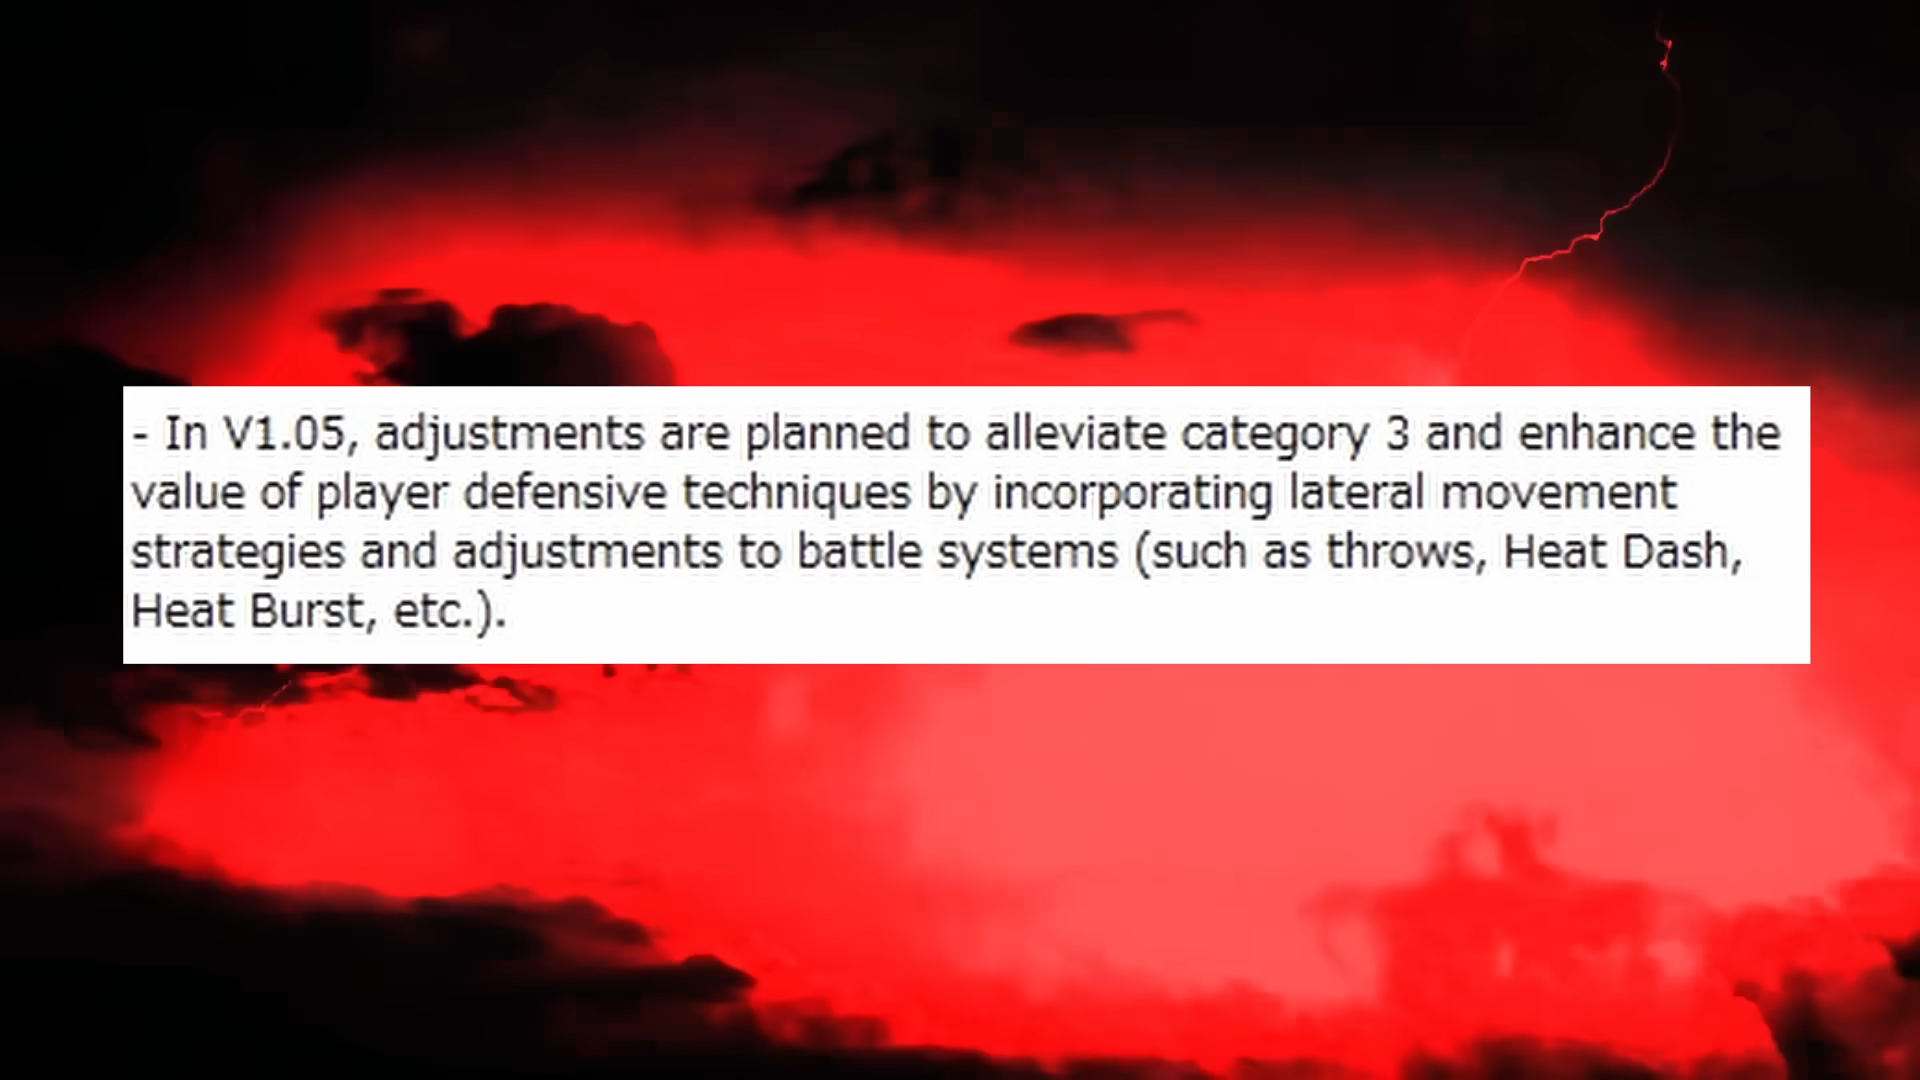 - In V1.05, adjustments are planned to alleviate category 3 and enhance the
value of player defensive techniques by incorporating lateral movement
strategies and adjustments to battle systems (such as throws, Heat Dash,
Heat Burst, etc.).